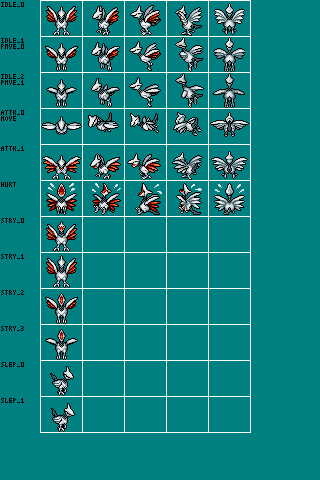 IDLE_0
IDLE_1
PMVE_0
IDLE_2
PMVE_1
ATTK_0
MOVE
ATTK_1
HURT
STRY_0
STRY_1
STRY_2
STRY_3
SLEP_0
SLEP_1